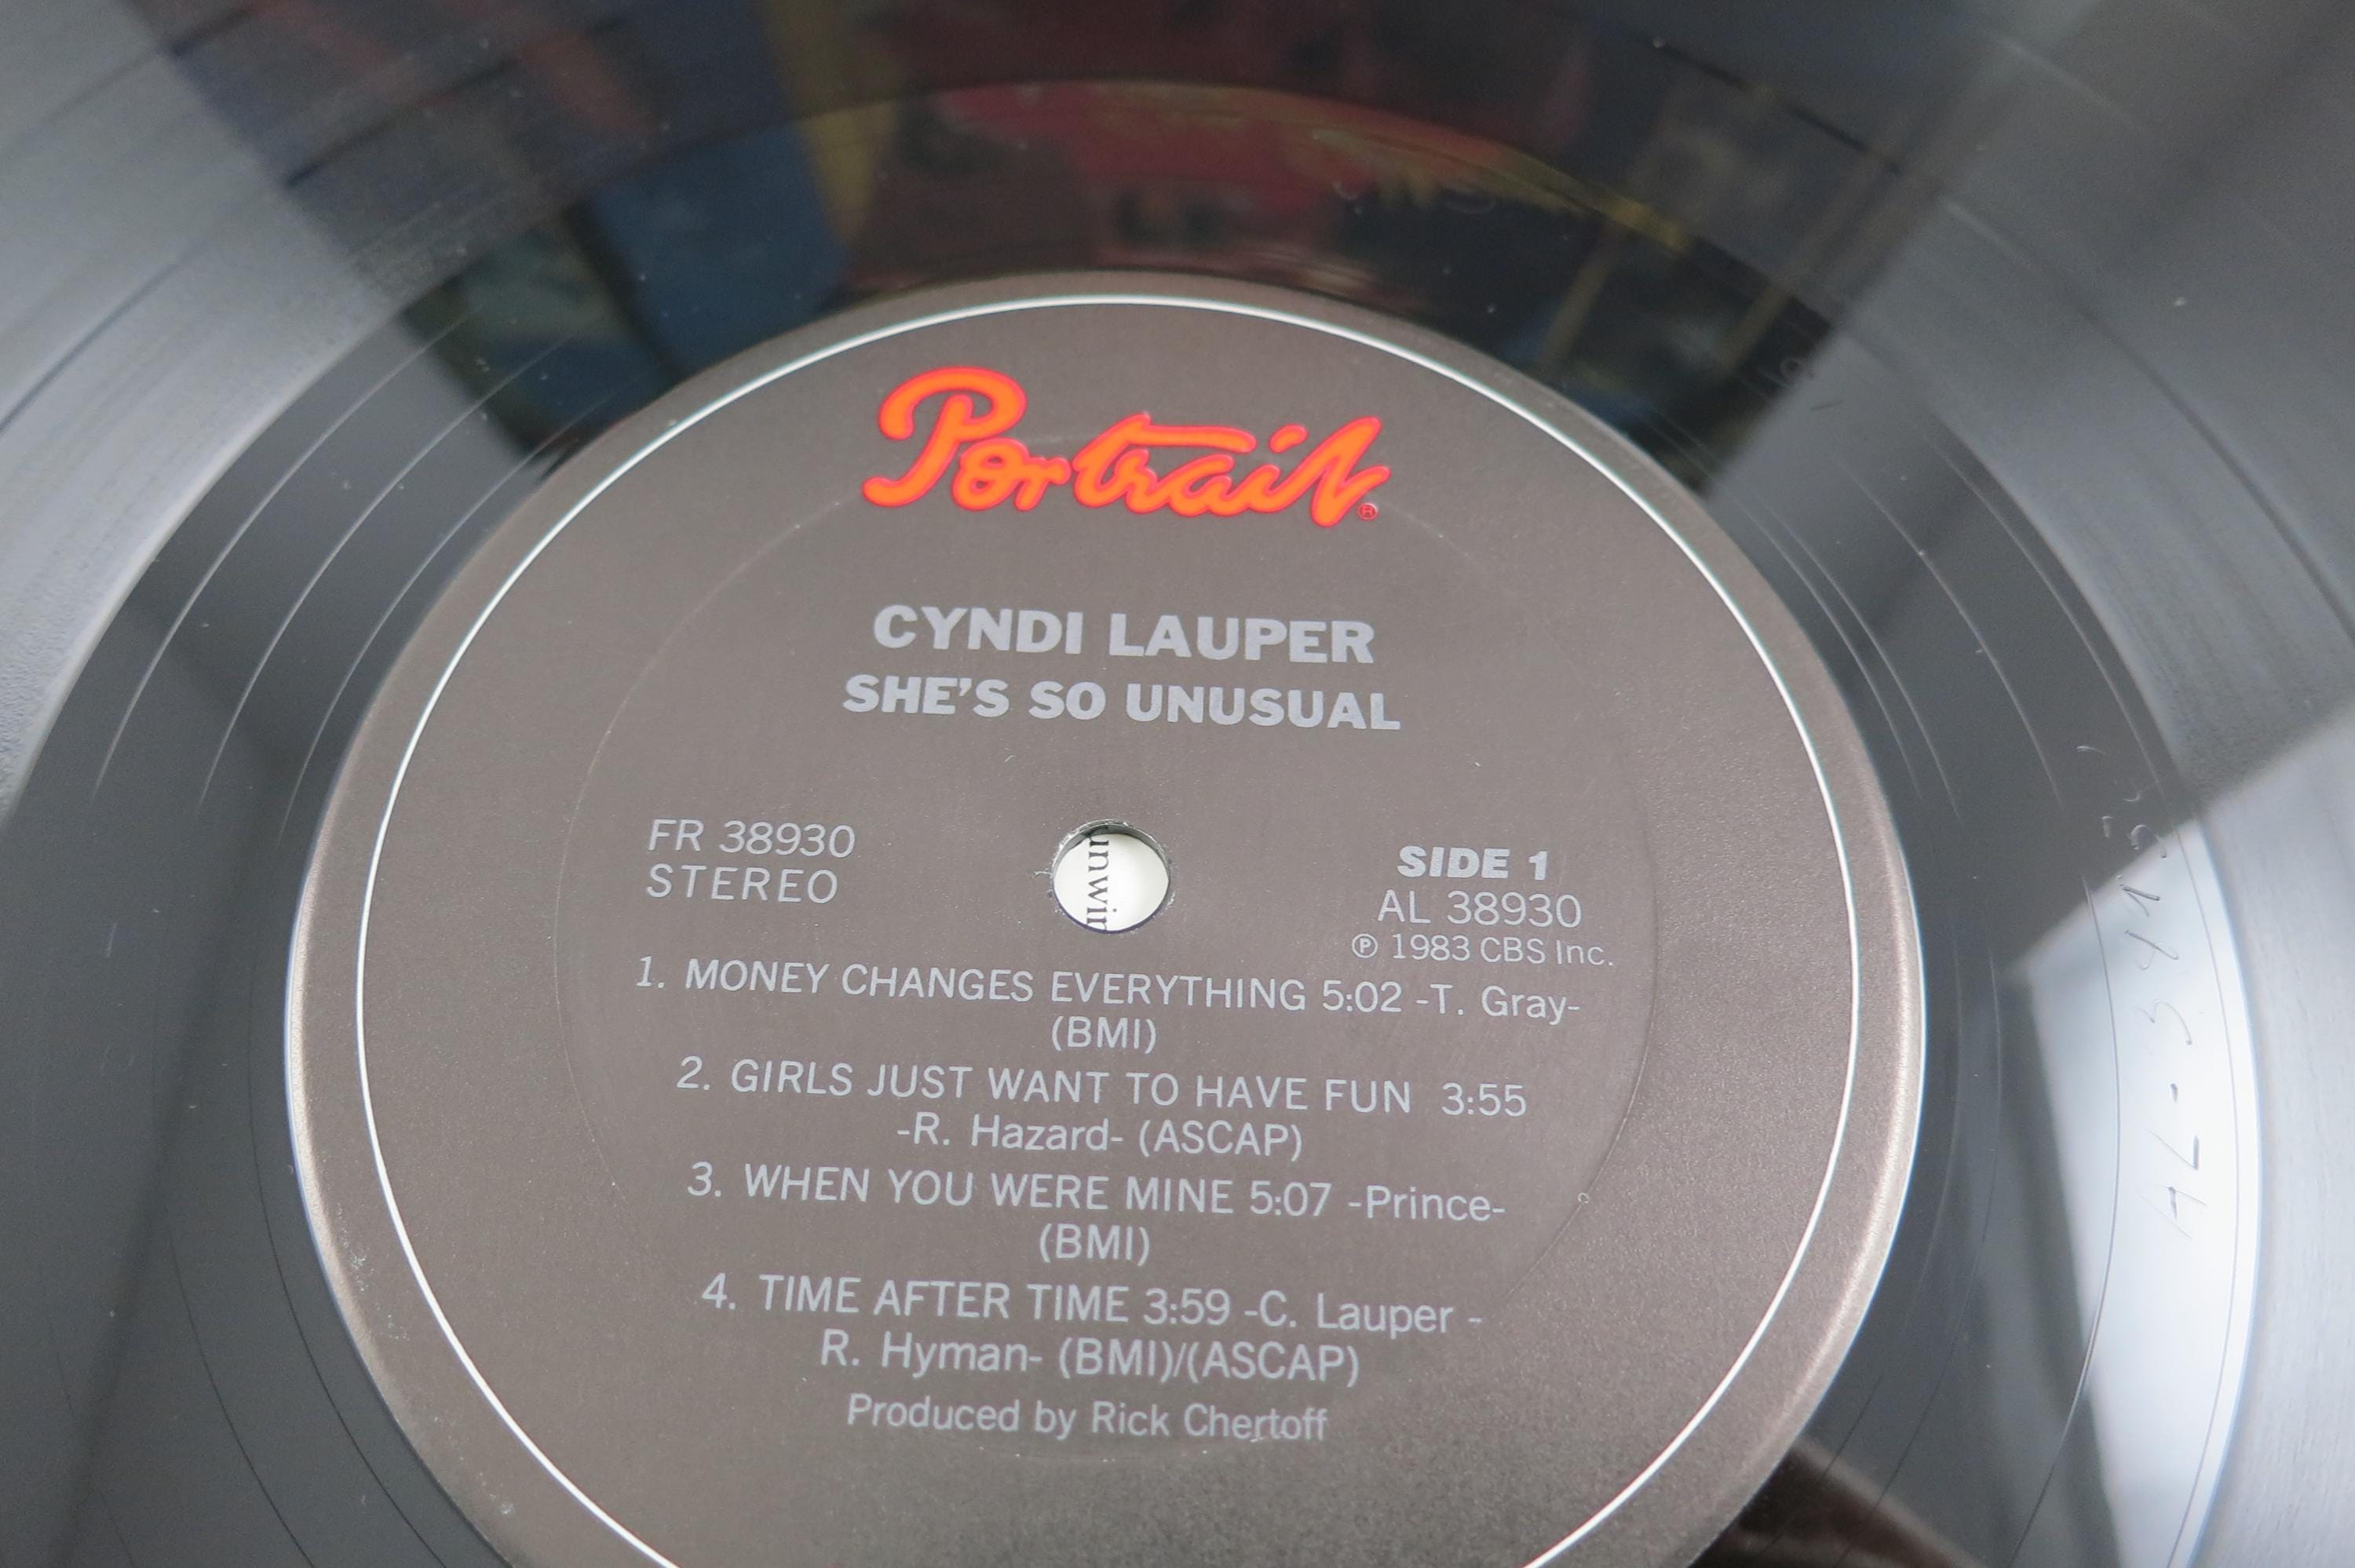 Portrait ®
CYNDI LAUPER
SHE'S SO UNUSUAL
FR 38930
STEREO
SIDE 1
AL 38930
℗ 1983 CBS Inc.
1. MONEY CHANGES EVERYTHING 5:02 -T. Gray-
(BMI)
2. GIRLS JUST WANT TO HAVE FUN 3:55
-R. Hazard- (ASCAP)
3. WHEN YOU WERE MINE 5:07 -Prince-
(BMI)
4. TIME AFTER TIME 3:59 -C. Lauper -
R. Hyman- (BMI)/(ASCAP)
Produced by Rick Chertoff